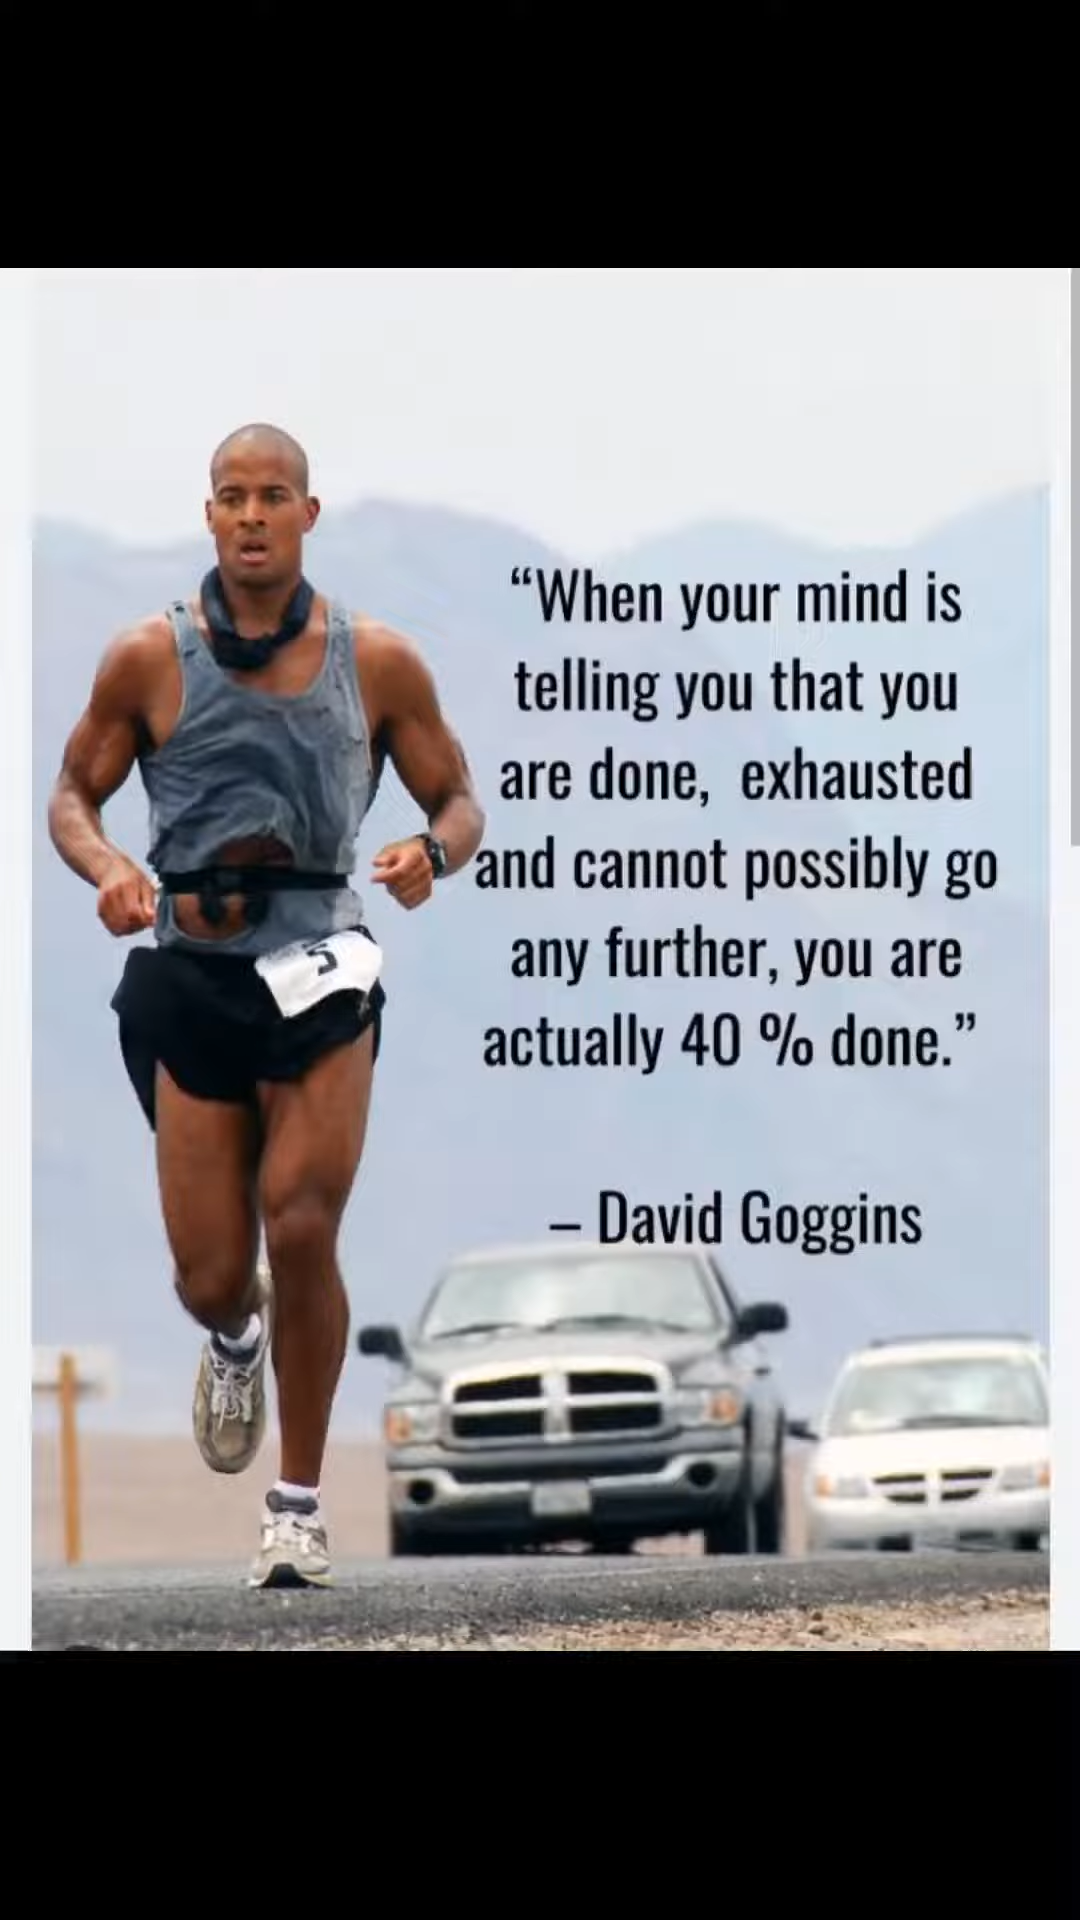 “When your mind is
telling you that you
are done,  exhausted
and cannot possibly go
any further, you are
actually 40 % done.”
– David Goggins
5